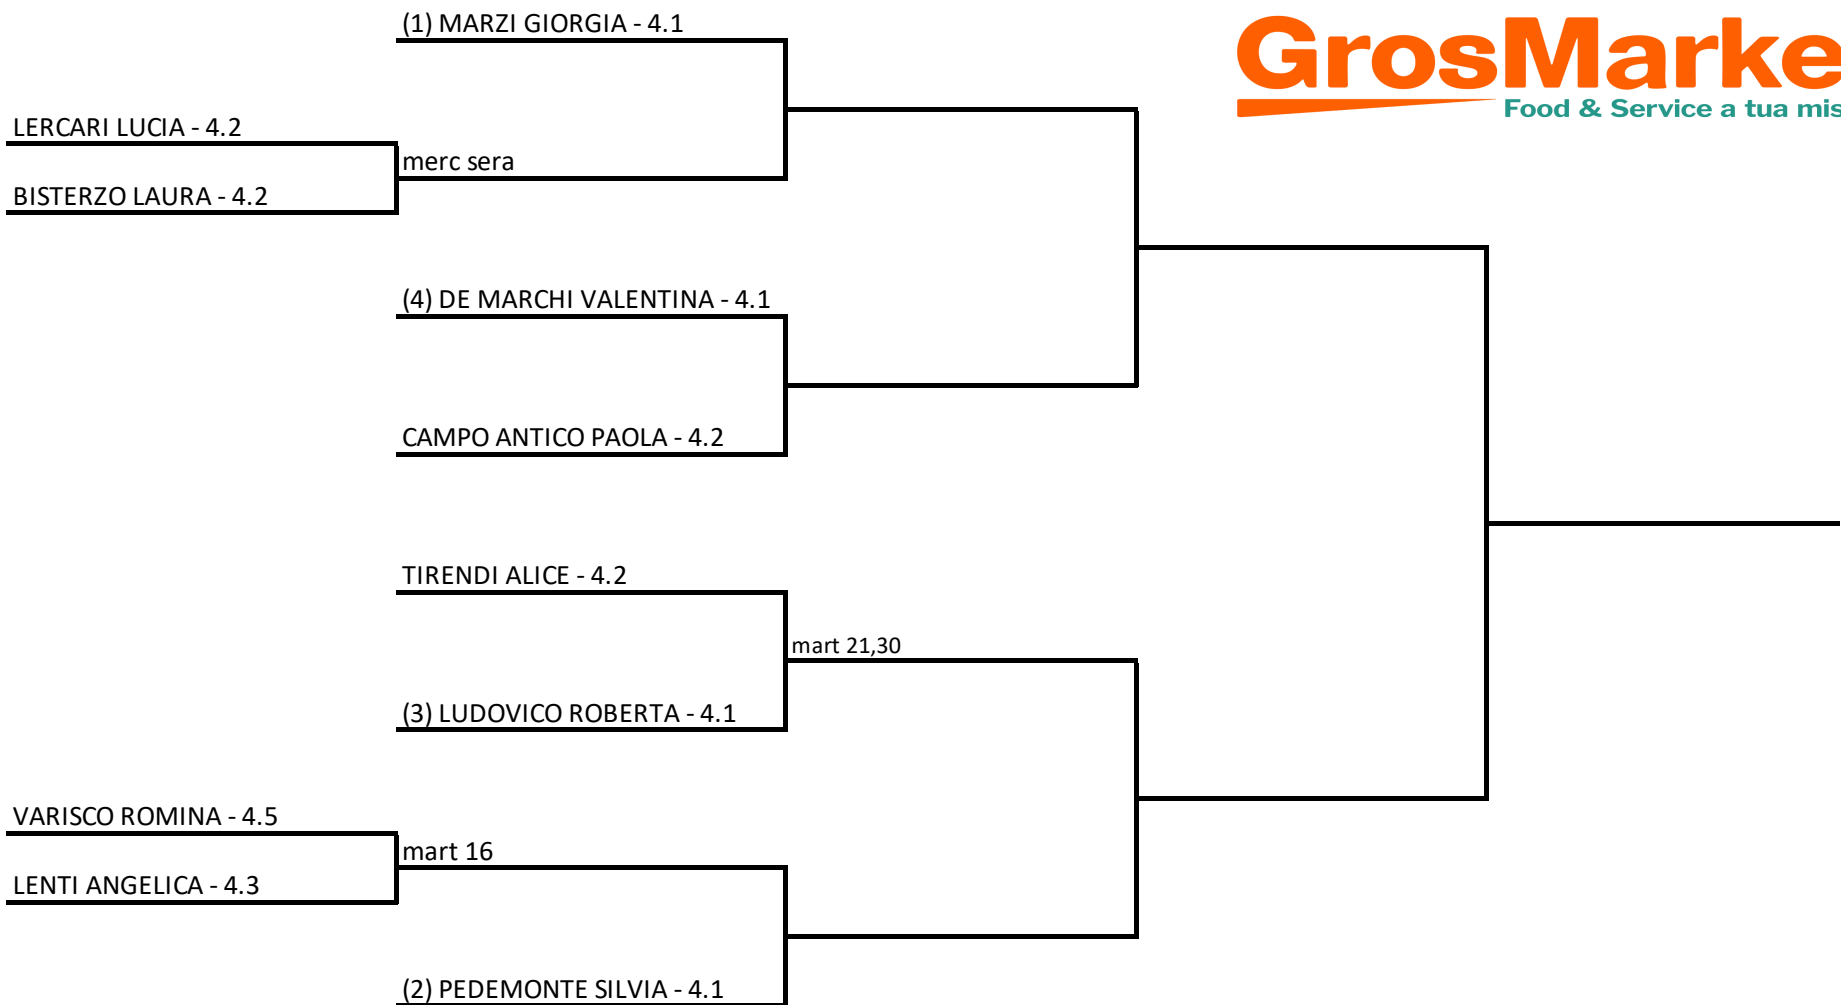 (1) MARZI GIORGIA - 4.1
GrosMarke
Food & Service a tua mis
LERCARI LUCIA - 4.2
merc sera
BISTERZO LAURA - 4.2
(4) DE MARCHI VALENTINA - 4.1
CAMPO ANTICO PAOLA - 4.2
TIRENDI ALICE - 4.2
mart 21,30
(3) LUDOVICO ROBERTA - 4.1
VARISCO ROMINA - 4.5
mart 16
LENTI ANGELICA - 4.3
(2) PEDEMONTE SILVIA - 4.1